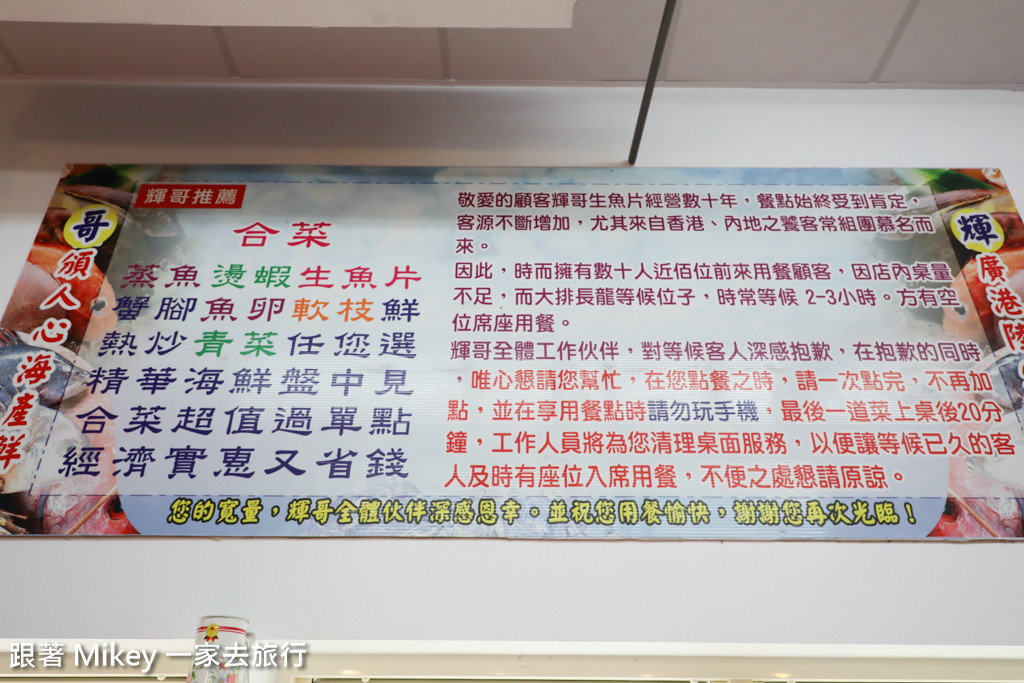 輝哥推薦
合菜
蒸魚燙蝦生魚片
蟹腳魚卵軟枝鮮
熱炒青菜任您選
精華海鮮盤中見
合菜超值過單點
經濟實惠又省錢
敬愛的顧客輝哥生魚片經營數十年，餐點始終受到肯定，
客源不斷增加，尤其來自香港、內地之饕客常組團慕名而
來。
因此，時而擁有數十人近佰位前來用餐顧客，因店內桌量
不足，而大排長龍等候位子，時常等候 2-3小時。方有空
位席座用餐。
輝哥全體工作伙伴，對等候客人深感抱歉，在抱歉的同時
，唯心懇請您幫忙，在您點餐之時，請一次點完，不再加
點，並在享用餐點時請勿玩手機，最後一道菜上桌後20分
鐘，工作人員將為您清理桌面服務，以便讓等候已久的客
人及時有座位入席用餐，不便之處懇請原諒。
您的寬量，輝哥全體伙伴深感恩幸。並祝您用餐愉快，謝謝您再次光臨！
哥頒人心海產鮮
輝廣港陸
跟著 Mikey 一家去旅行